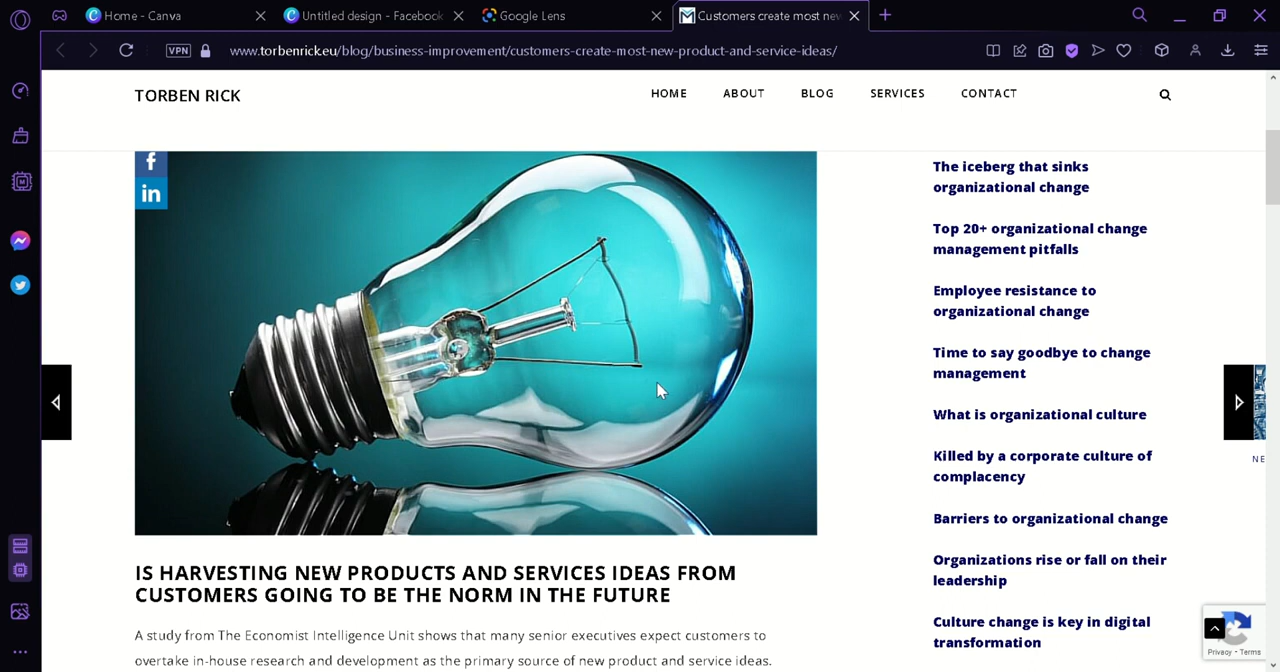 Home - Canva
Untitled design - Facebook
Google Lens
Customers create most new
VPN
www.torbenrick.eu/blog/business-improvement/customers-create-most-new-product-and-service-ideas/
TORBEN RICK
HOME
ABOUT
BLOG
SERVICES
CONTACT
f
in
The iceberg that sinks
organizational change
Top 20+ organizational change
management pitfalls
Employee resistance to
organizational change
Time to say goodbye to change
management
What is organizational culture
Killed by a corporate culture of
complacency
Barriers to organizational change
Organizations rise or fall on their
leadership
Culture change is key in digital
transformation
NE
IS HARVESTING NEW PRODUCTS AND SERVICES IDEAS FROM
CUSTOMERS GOING TO BE THE NORM IN THE FUTURE
A study from The Economist Intelligence Unit shows that many senior executives expect customers to
overtake in-house research and development as the primary source of new product and service ideas.
Privacy - Terms